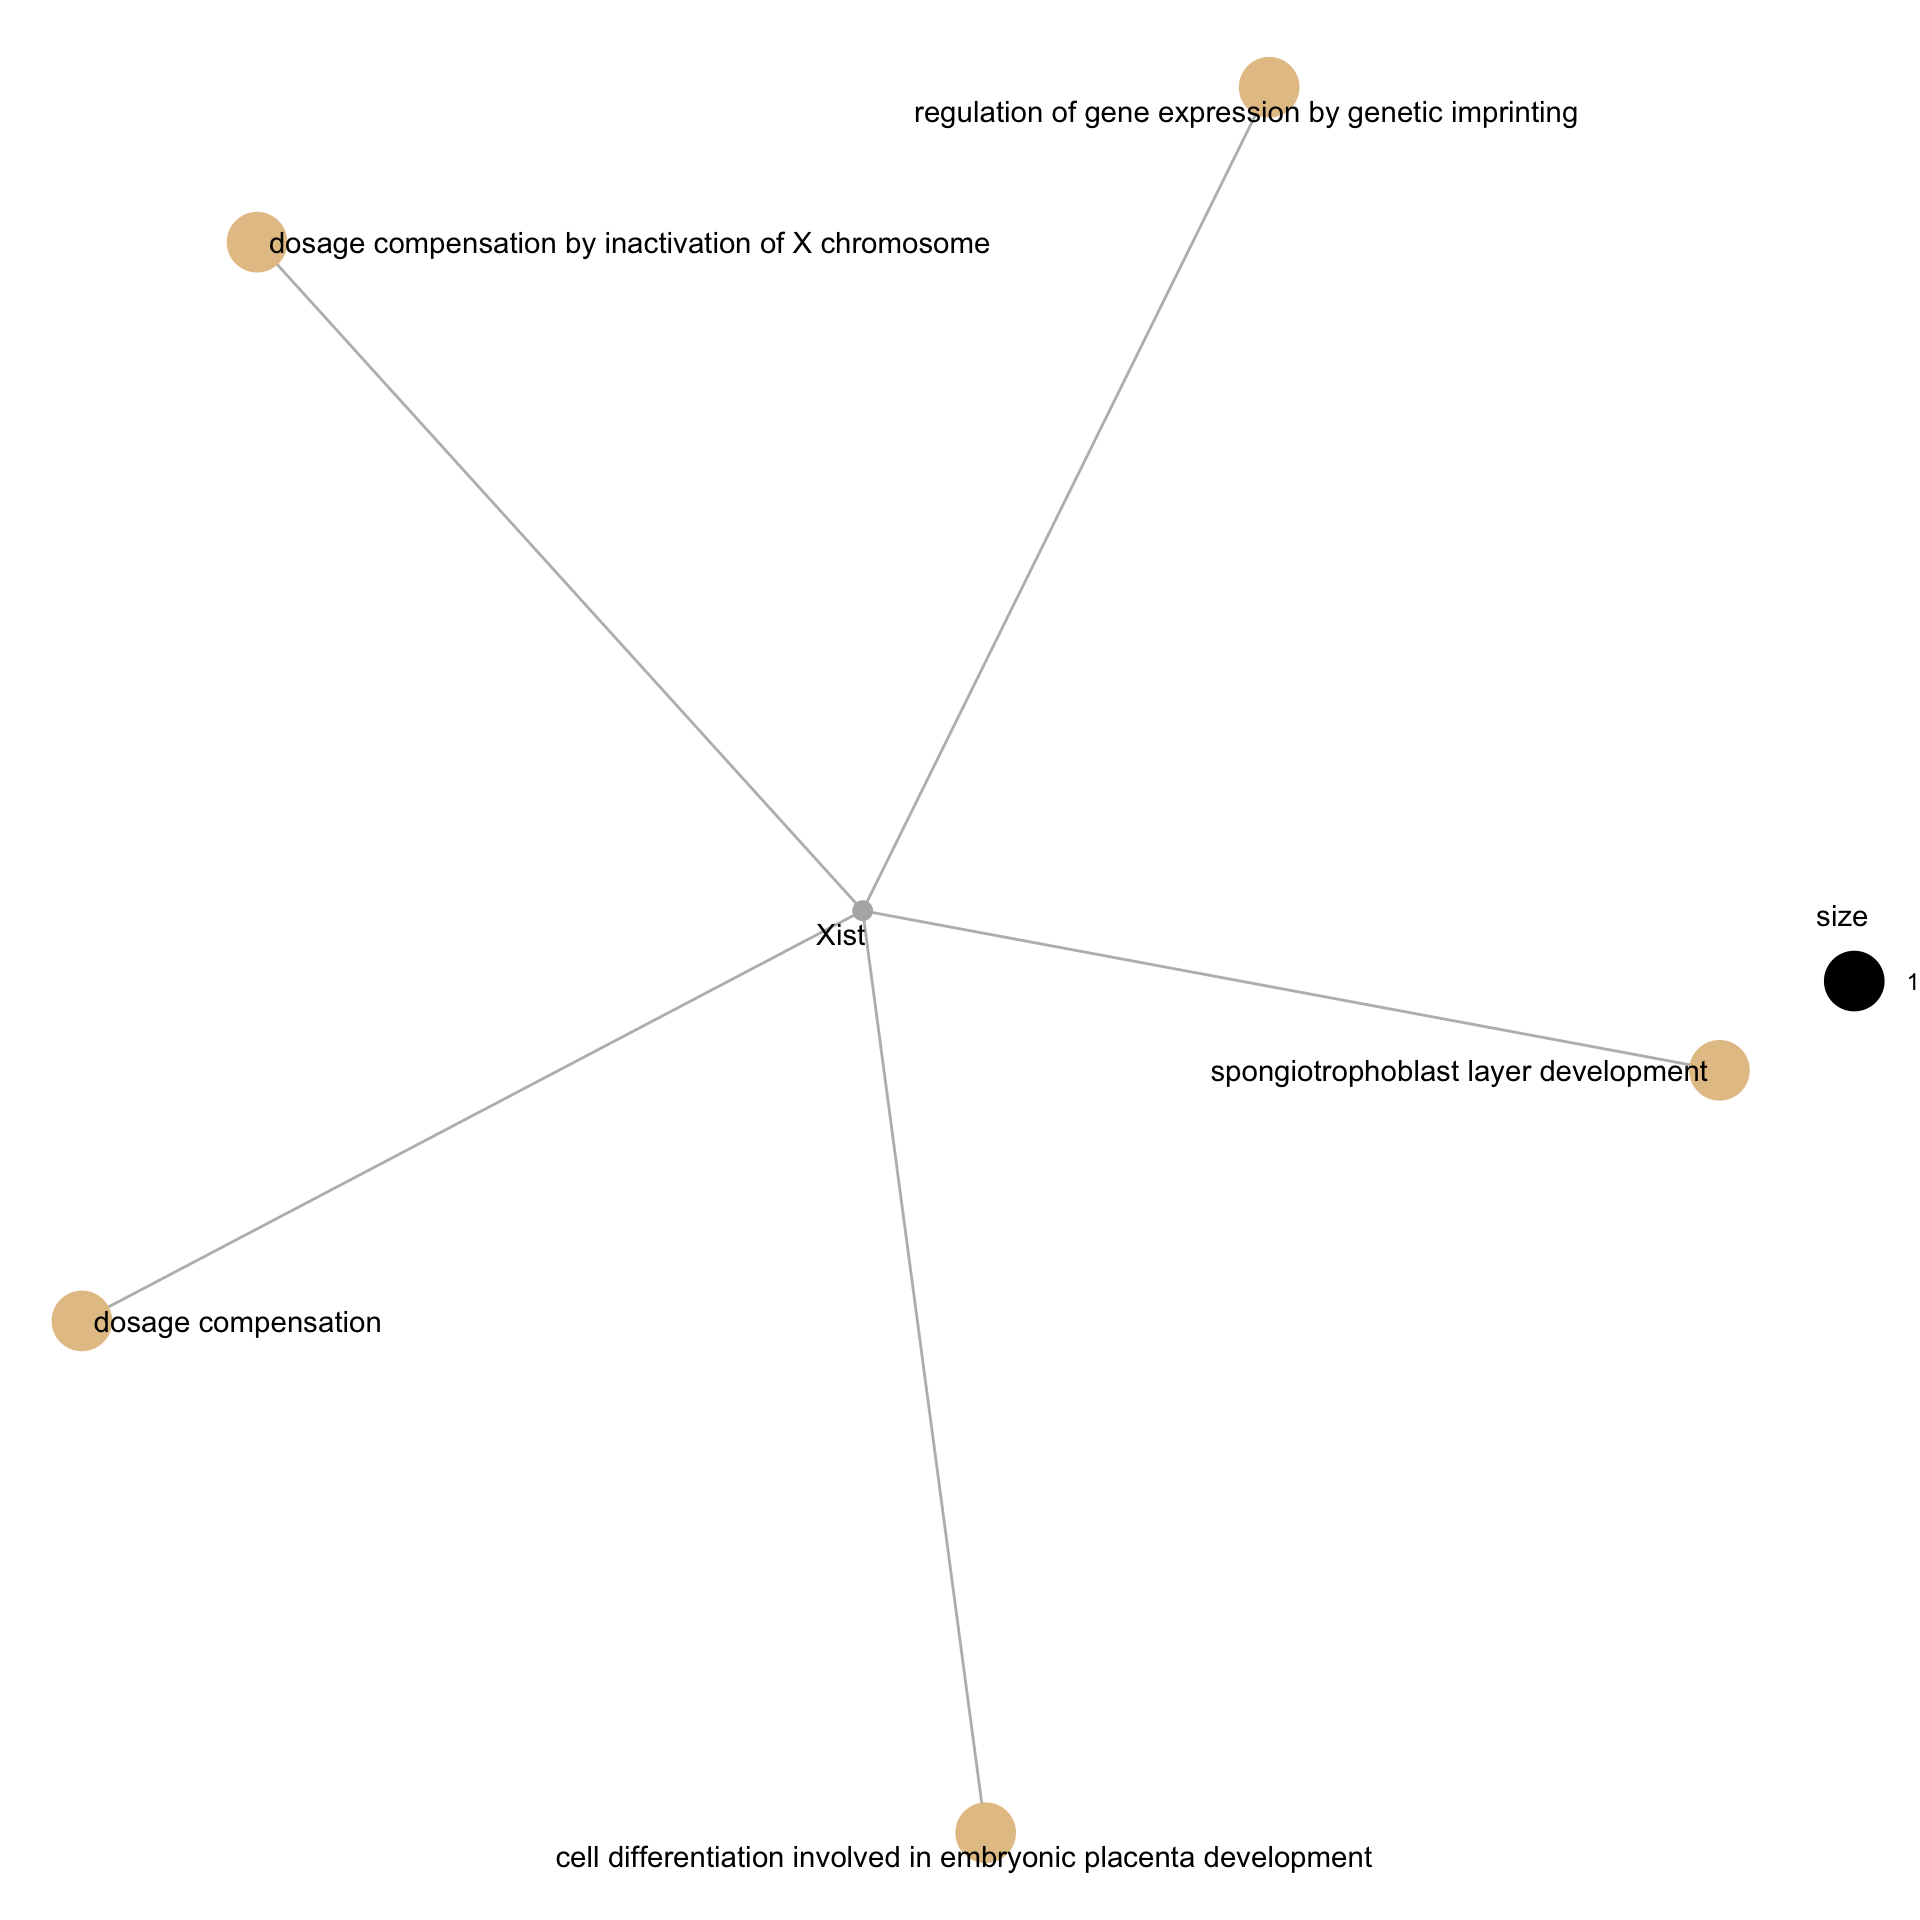 regulation of gene expression by genetic imprinting
dosage compensation by inactivation of X chromosome
size
Xist
1
spongiotrophoblast layer development
dosage compensation
cell differentiation involved in embryonic placenta development